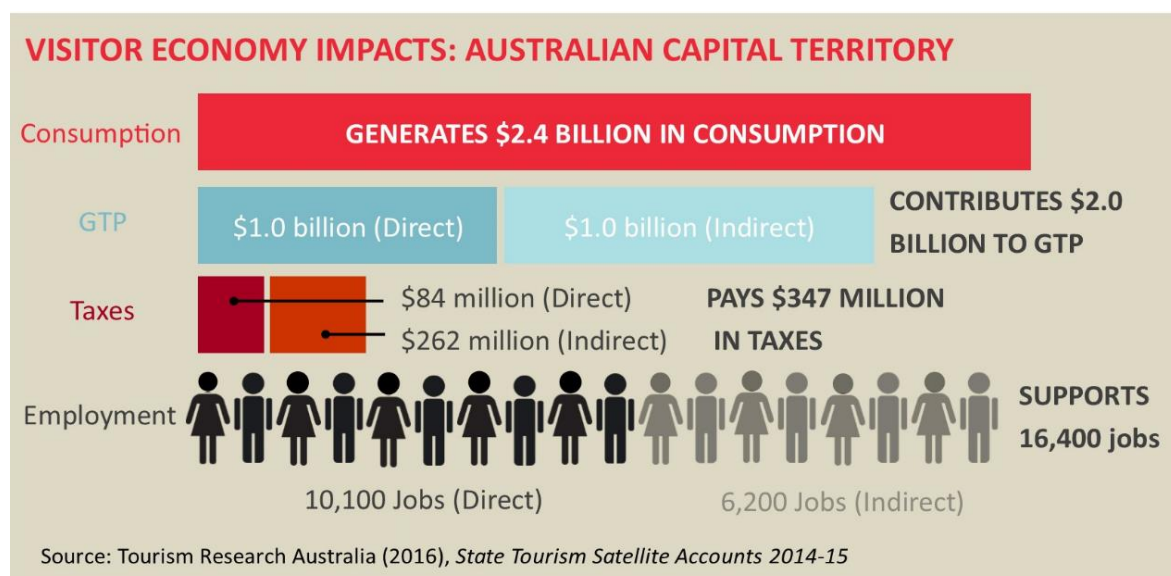 VISITOR ECONOMY IMPACTS: AUSTRALIAN CAPITAL TERRITORY
Consumption
GENERATES $2.4 BILLION IN CONSUMPTION
GTP
$1.0 billion (Direct)
$1.0 billion (Indirect)
CONTRIBUTES $2.0
BILLION TO GTP
Taxes
$84 million (Direct)
$262 million (Indirect)
PAYS $347 MILLION
IN TAXES
Employment
SUPPORTS
16,400 jobs
10,100 Jobs (Direct)
6,200 Jobs (Indirect)
Source: Tourism Research Australia (2016), State Tourism Satellite Accounts 2014-15